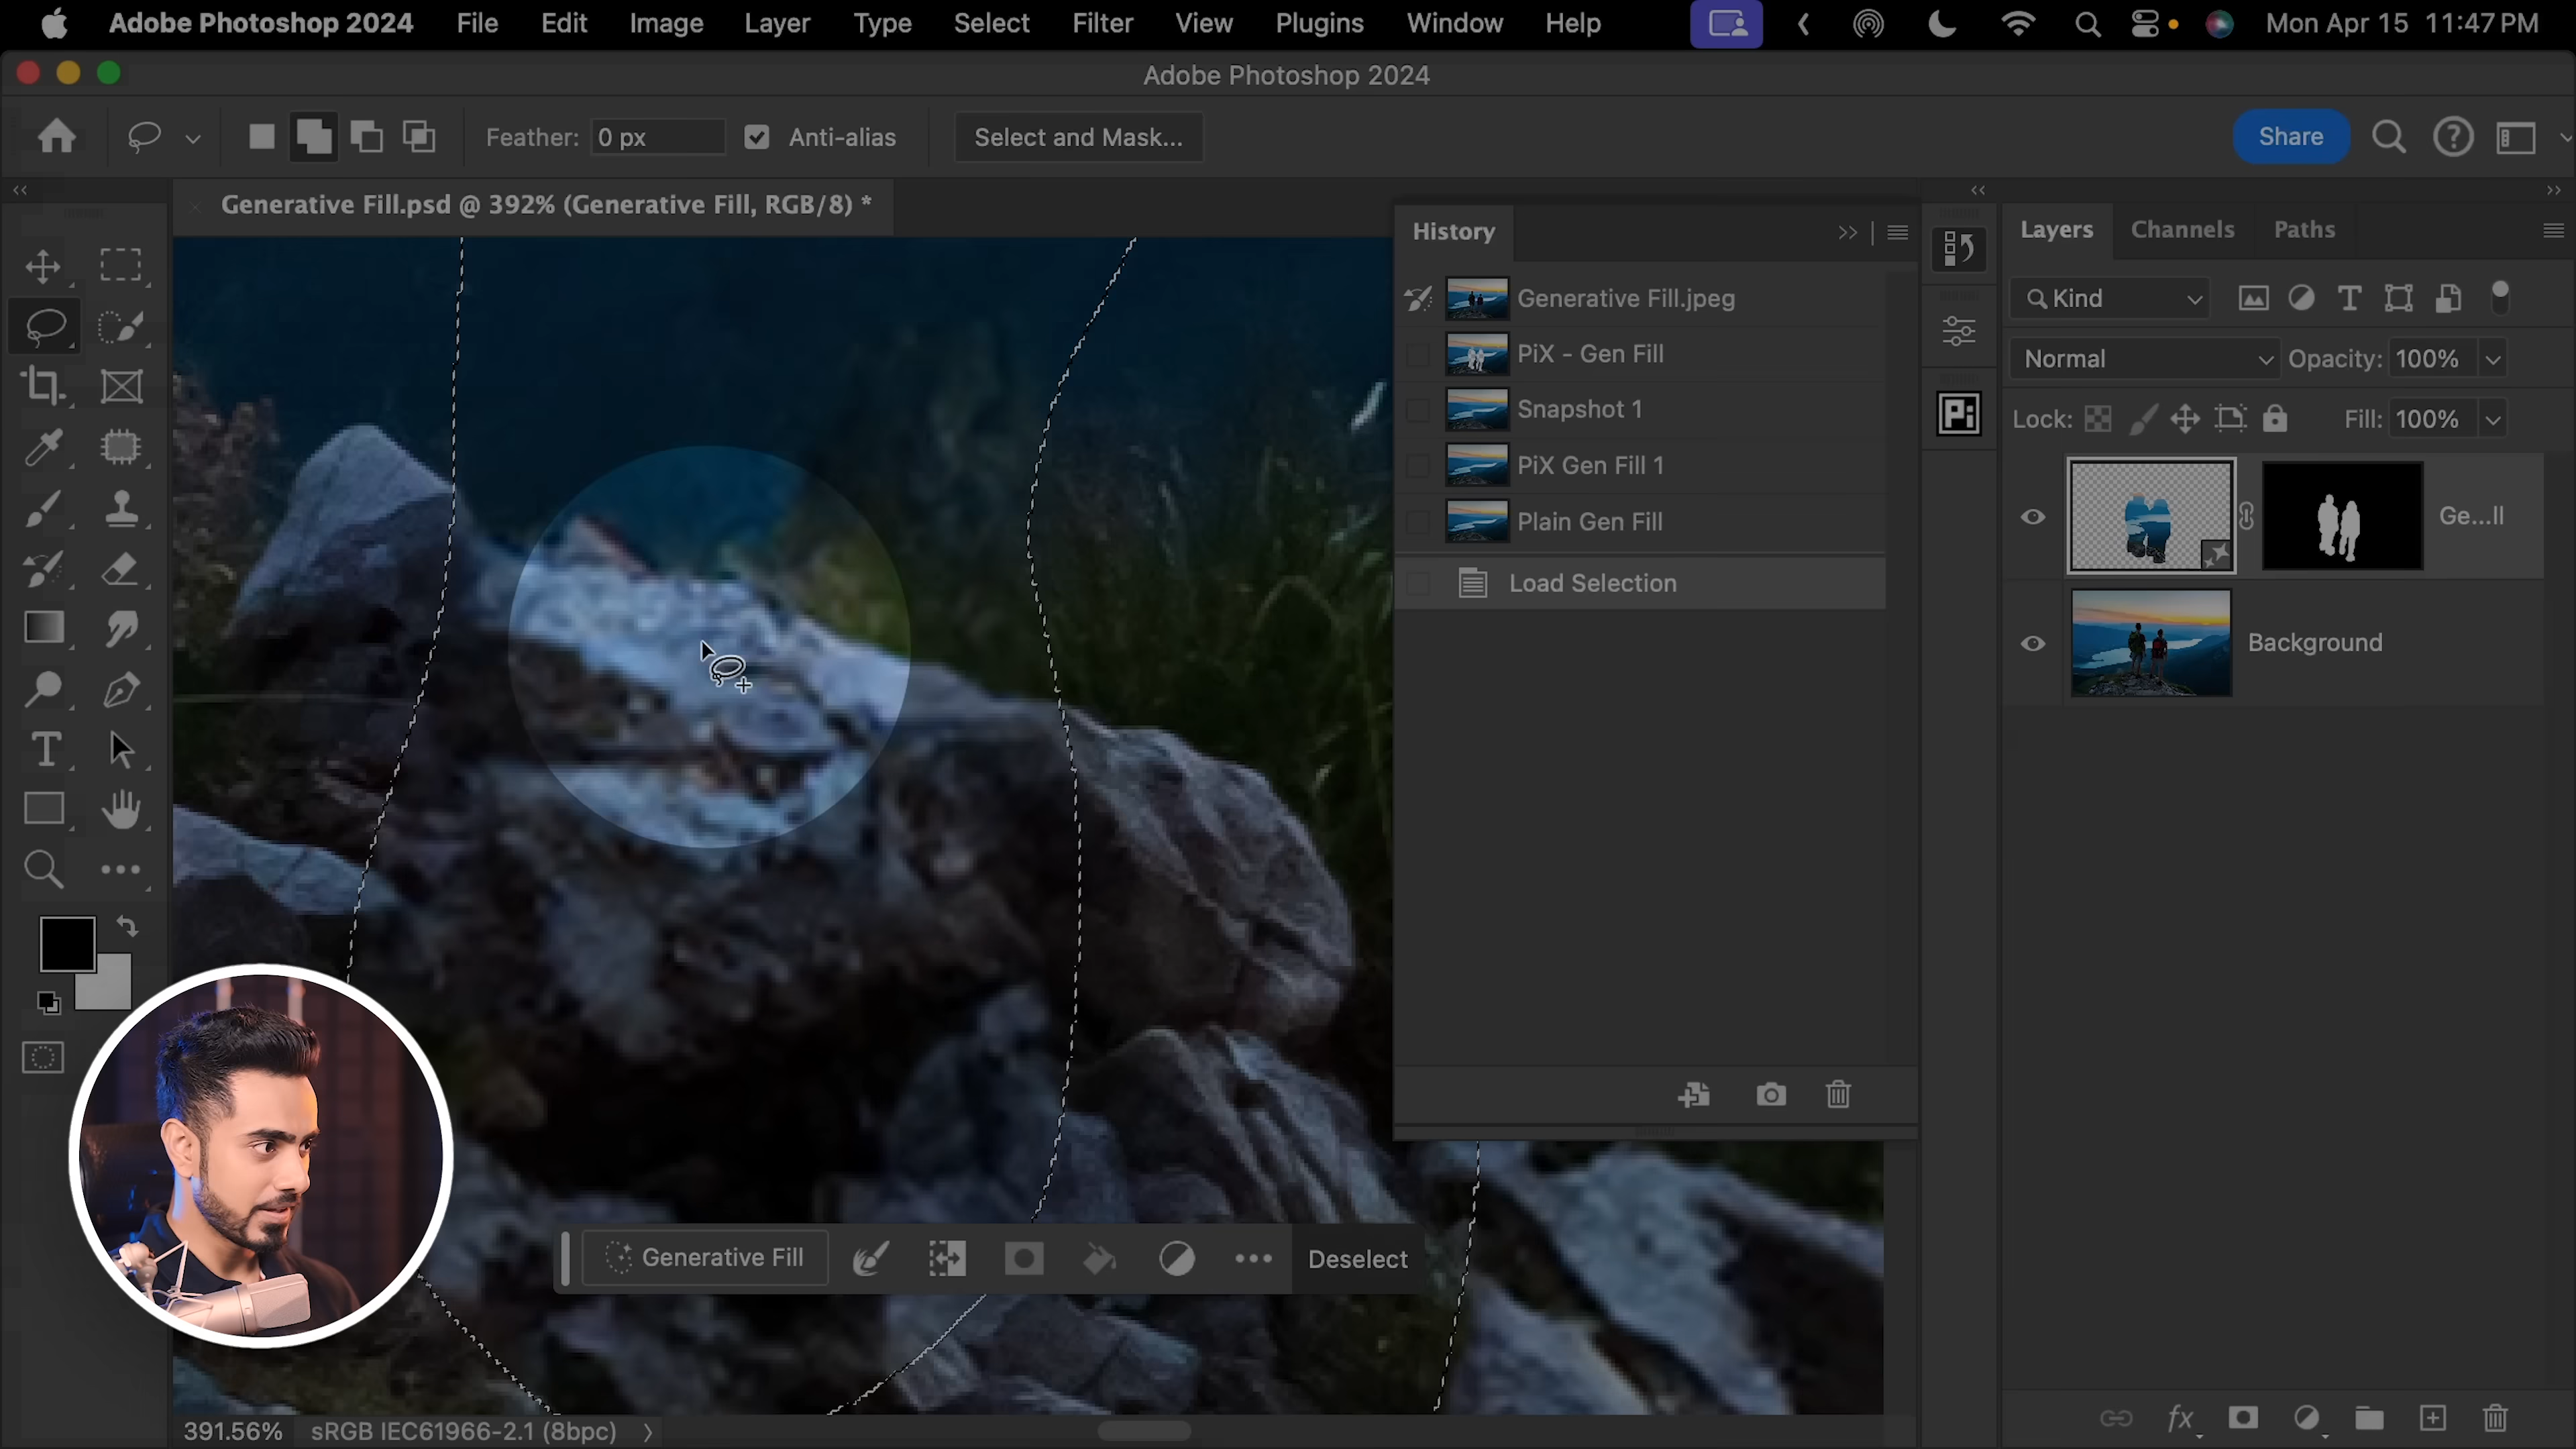 Adobe Photoshop 2024 File Edit Image Layer Type Select Filter View Plugins Window Help Mon Apr 15 11:47 PM
Adobe Photoshop 2024
Feather: 0 px Anti-alias Select and Mask... Share
Generative Fill.psd @ 392% (Generative Fill, RGB/8) *
History
Generative Fill.jpeg
PiX - Gen Fill
Snapshot 1
PiX Gen Fill 1
Plain Gen Fill
Load Selection
Pi
Layers Channels Paths
Kind
Normal Opacity: 100%
Lock: Fill: 100%
Ge...ll
Background
Generative Fill Deselect
391.56% sRGB IEC61966-2.1 (8bpc)
fx